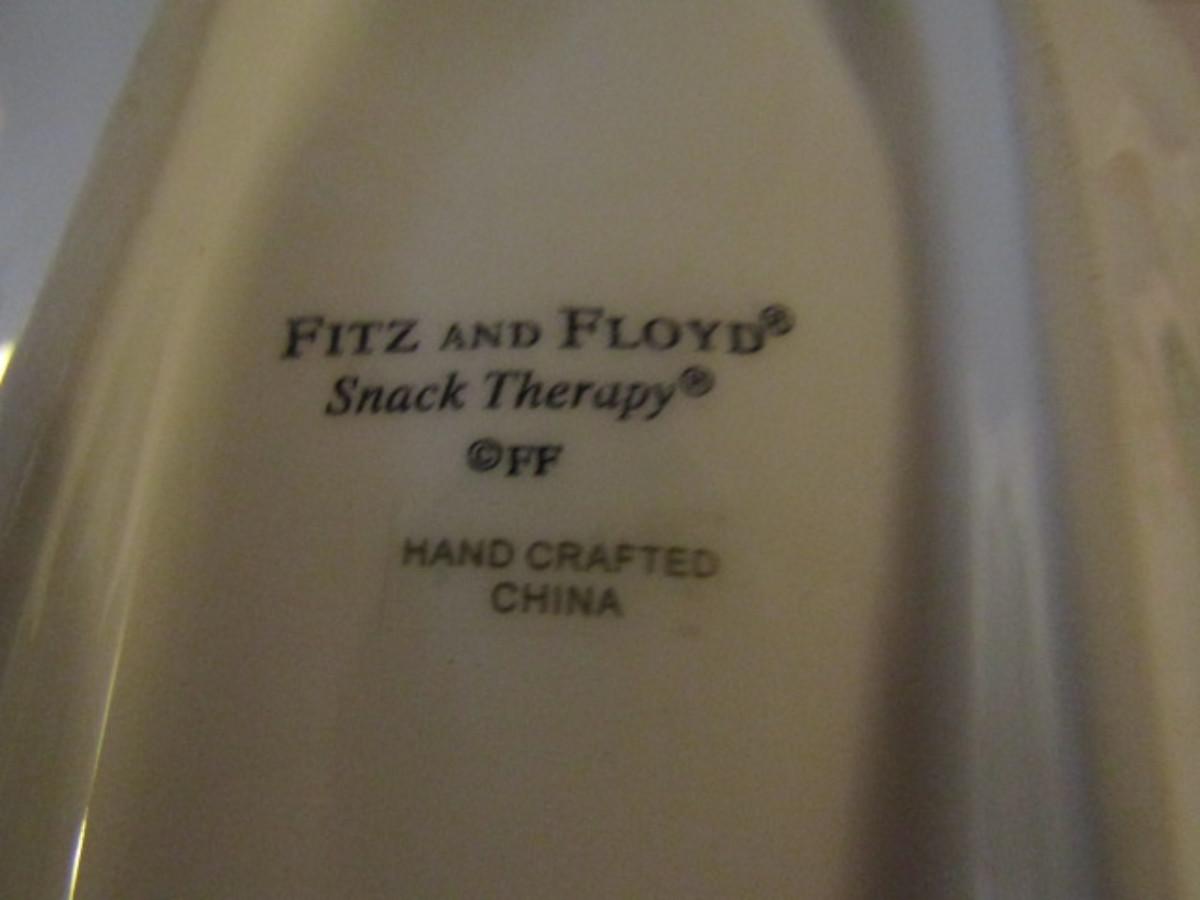 FITZ AND FLOYD®
Snack Therapy®
©FF
HAND CRAFTED
CHINA